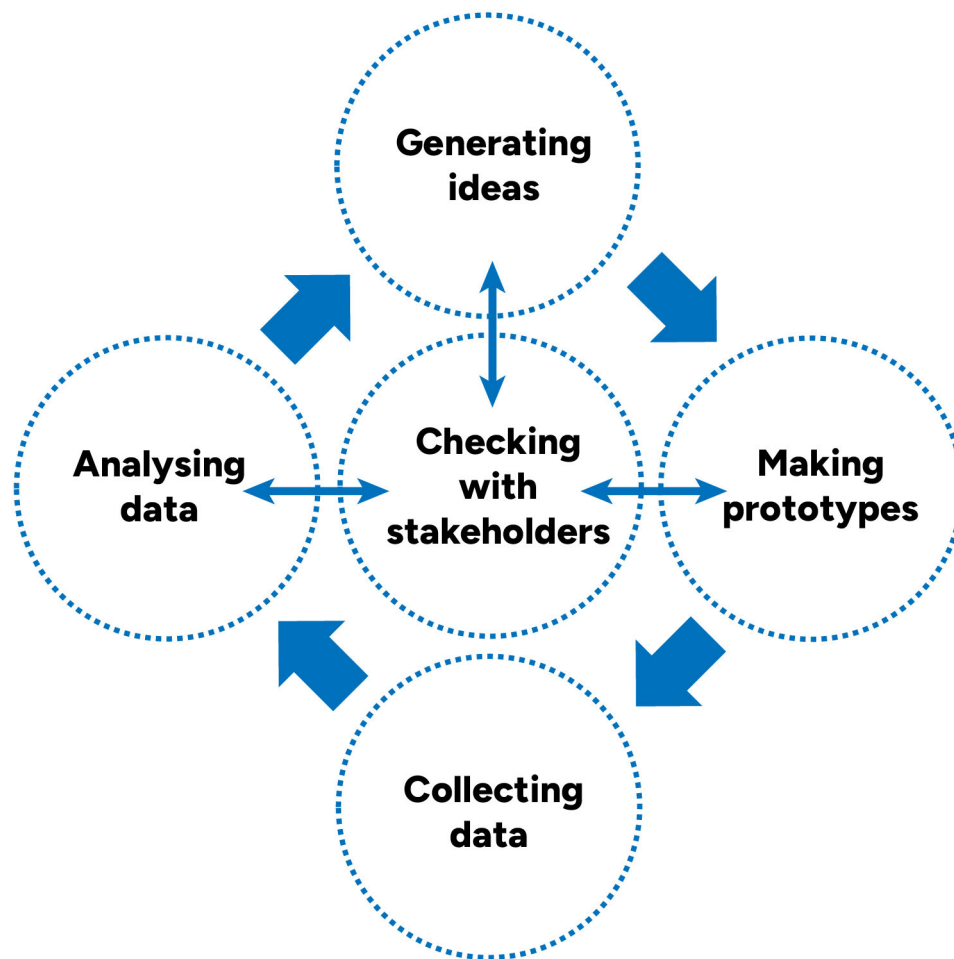 Generating
ideas
Analysing
data
Checking
with
stakeholders
Making
prototypes
Collecting
data